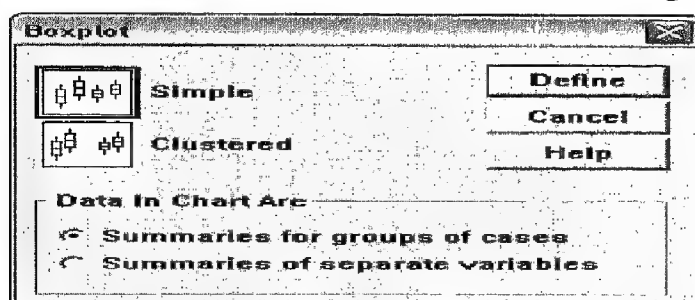 Boxplot
Simple
Clustered
Define
Cancel
Help
Data in Chart Are
Summaries for groups of cases
Summaries of separate variables